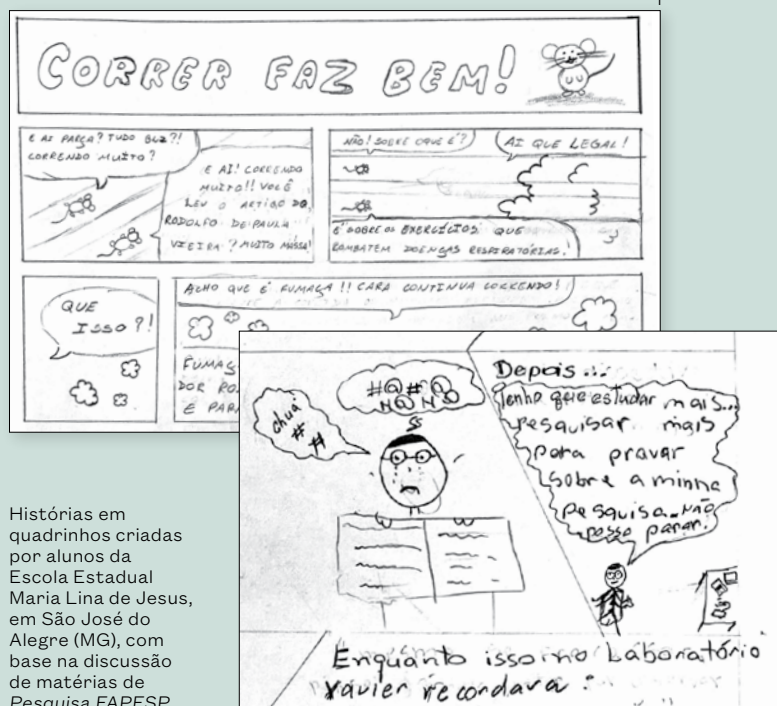 CORRER FAZ BEM!
E AI PARÇA? TUDO BLZ?!
CORRENDO MUITO?
E AI! CORRENDO
MUITO!! VOCÊ
LEU O ARTIGO DO
RODOLFO DE PAULA
VIEIRA? MUITO MASSA!
NÃO! SOBRE OQUE É?
AI QUE LEGAL!
É SOBRE OS EXERCÍCIOS QUE
COMBATEM DOENÇAS RESPIRATÓRIAS.
QUE
ISSO?!
ACHO QUE É FUMAÇA!! CARA CONTINUA CORRENDO!
FUMAÇ
DOR RO
E PAR
chuá!
##
#@#@
Depois...
Tenho que estudar mais...
pesquisar mais
para provar
sobre a minha
pesquisa. NÃO
posso parar.
Enquanto isso no Laboratório
Xavier recordava:
Histórias em
quadrinhos criadas
por alunos da
Escola Estadual
Maria Lina de Jesus,
em São José do
Alegre (MG), com
base na discussão
de matérias de
Pesquisa FAPESP